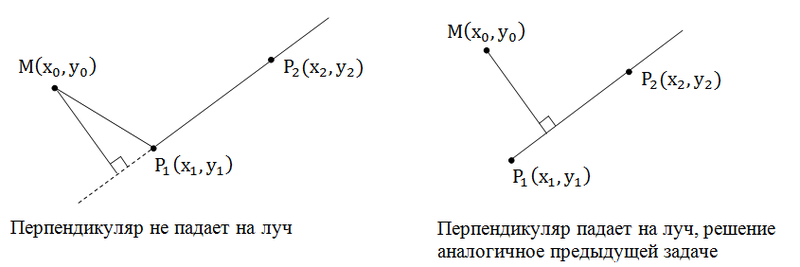 M(x₀,y₀)
P₂(x₂,y₂)
P₁(x₁,y₁)
Перпендикуляр не падает на луч
M(x₀,y₀)
P₂(x₂,y₂)
P₁(x₁,y₁)
Перпендикуляр падает на луч, решение
аналогичное предыдущей задаче